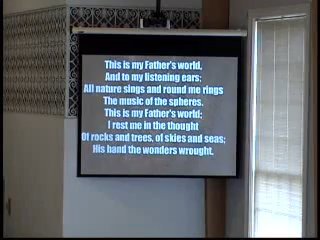 This is my Father's world,
And to my listening ears;
All nature sings and round me rings
The music of the spheres.
This is my Father's world;
I rest me in the thought
Of rocks and trees, of skies and seas;
His hand the wonders wrought.